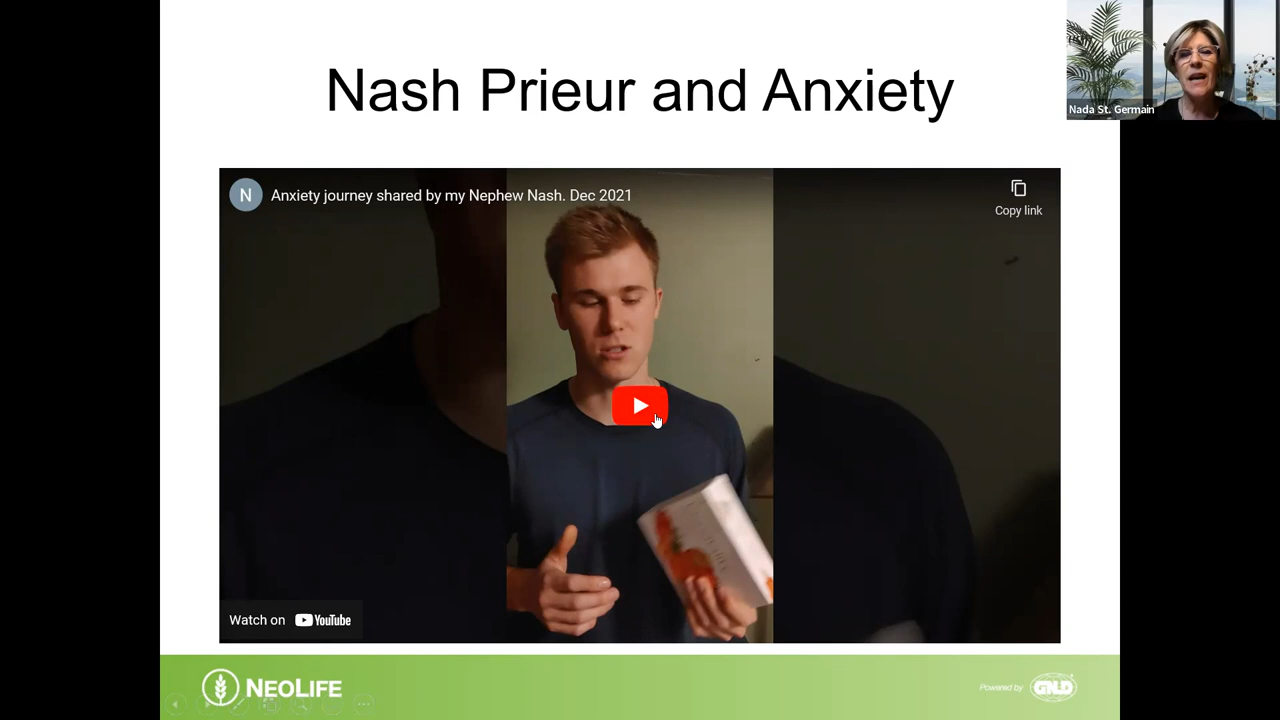 Nash Prieur and Anxiety
Nada St. Germain
N
Anxiety journey shared by my Nephew Nash. Dec 2021
Copy link
Watch on YouTube
NEOLIFE
Powered by GNLD